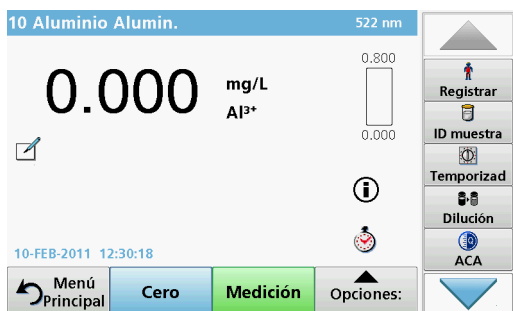 10 Aluminio Alumin. 522 nm
0.000 mg/L
Al³⁺
0.800
0.000
10-FEB-2011 12:30:18
Menú Principal
Cero
Medición
Opciones:
Registrar
ID muestra
Temporizad
Dilución
ACA